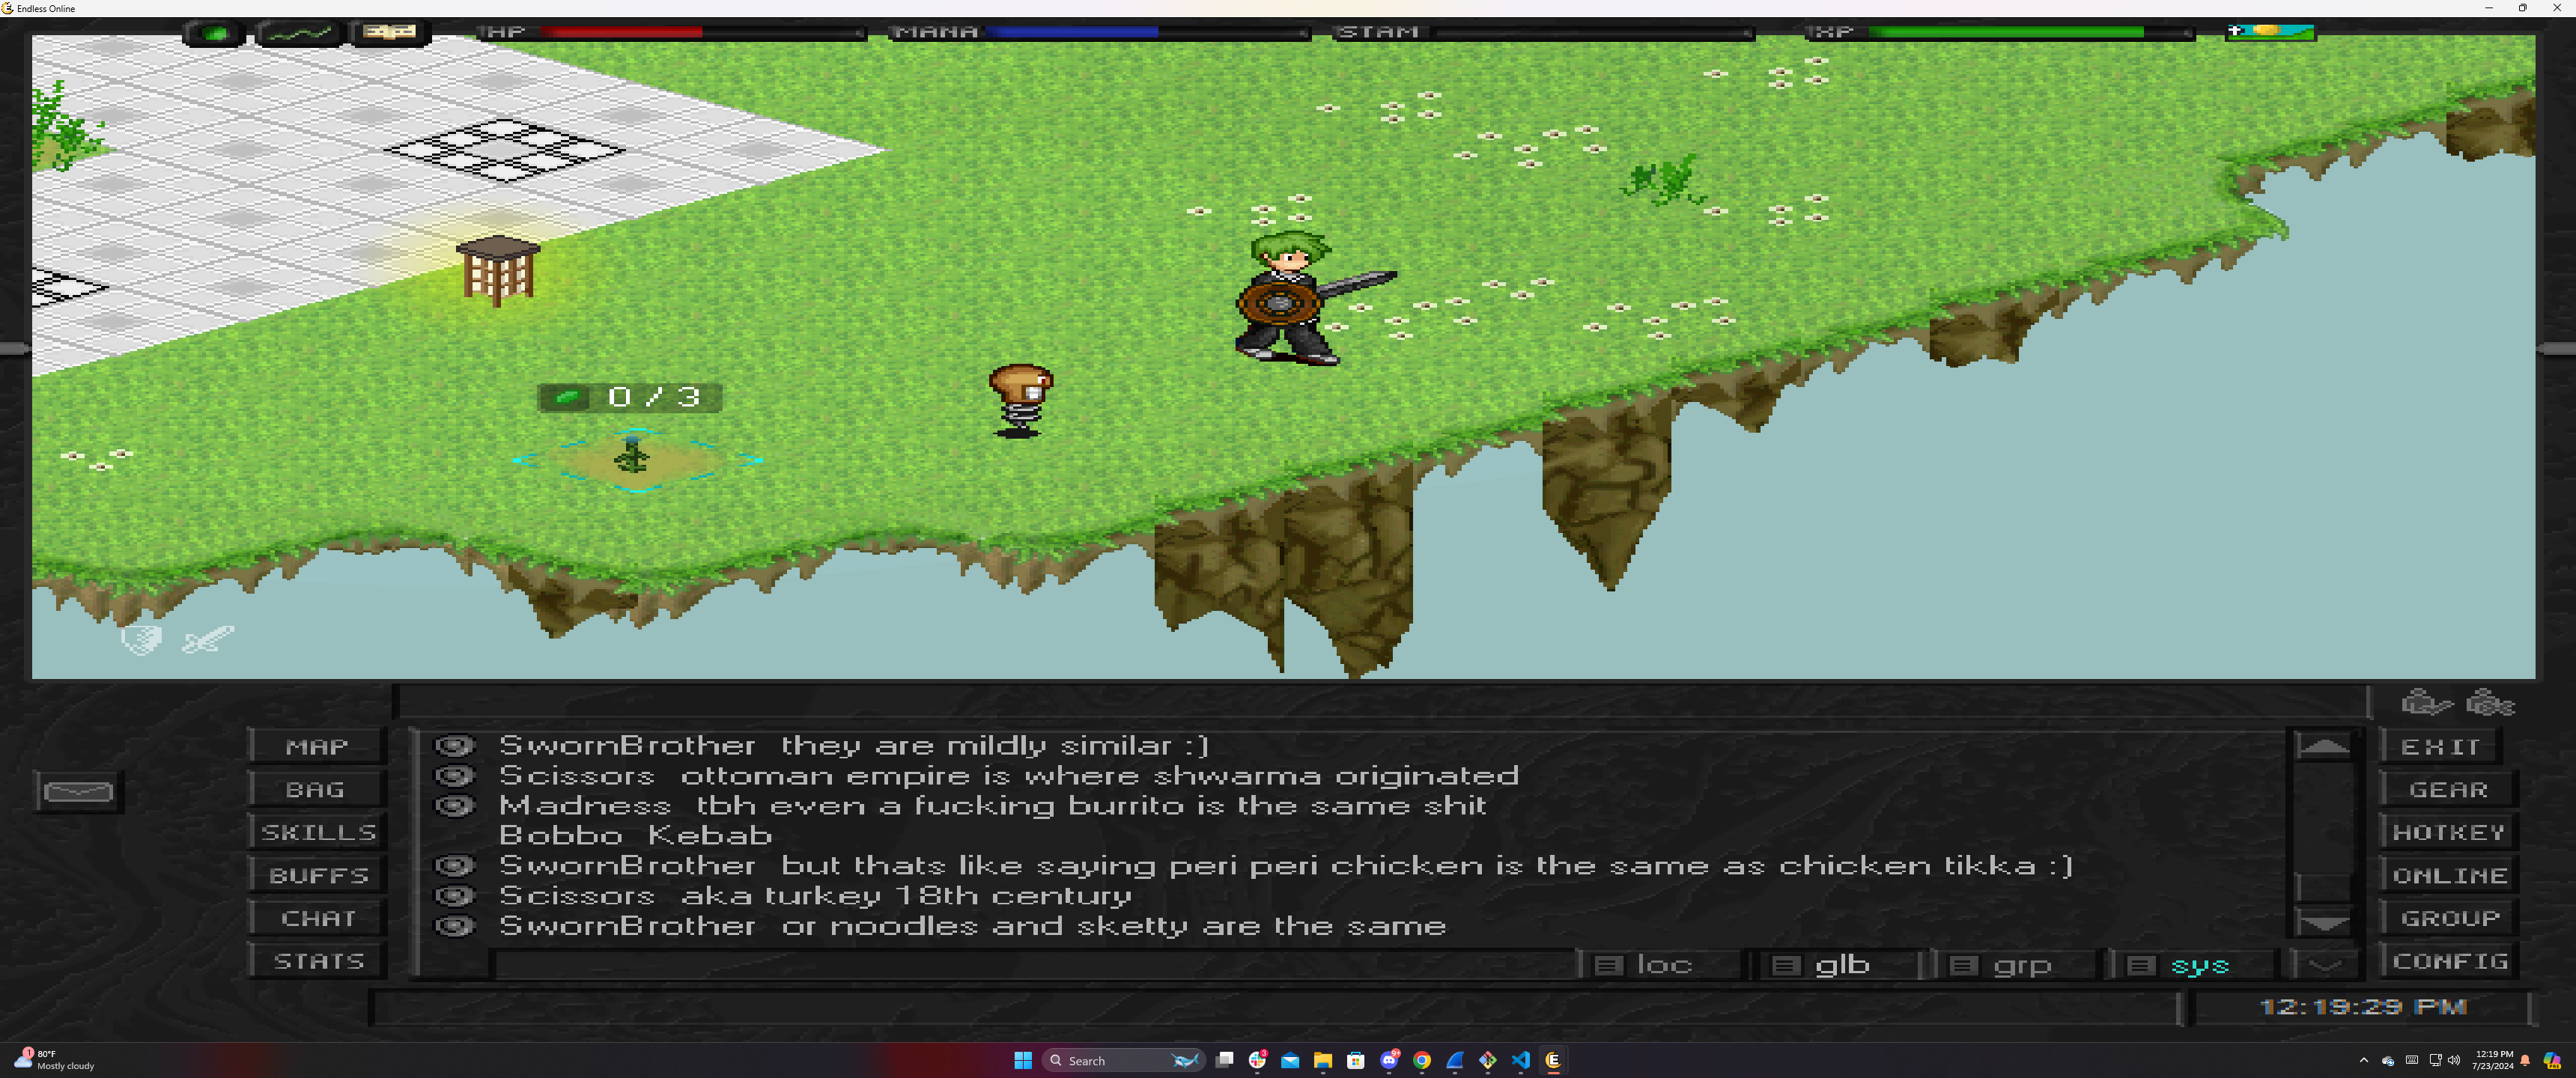 Endless Online
HP
MANA
STAM
XP
0 / 3
MAP
BAG
SKILLS
BUFFS
CHAT
STATS
SwornBrother they are mildly similar :)
Scissors ottoman empire is where shwarma originated
Madness tbh even a fucking burrito is the same shit
Bobbo Kebab
SwornBrother but thats like saying peri peri chicken is the same as chicken tikka :)
Scissors aka turkey 18th century
SwornBrother or noodles and sketty are the same
loc glb grp sys
EXIT
GEAR
HOTKEY
ONLINE
GROUP
CONFIG
12:19:29 PM
1
80°F
Mostly cloudy
Search
3
9+
12:19 PM
7/23/2024